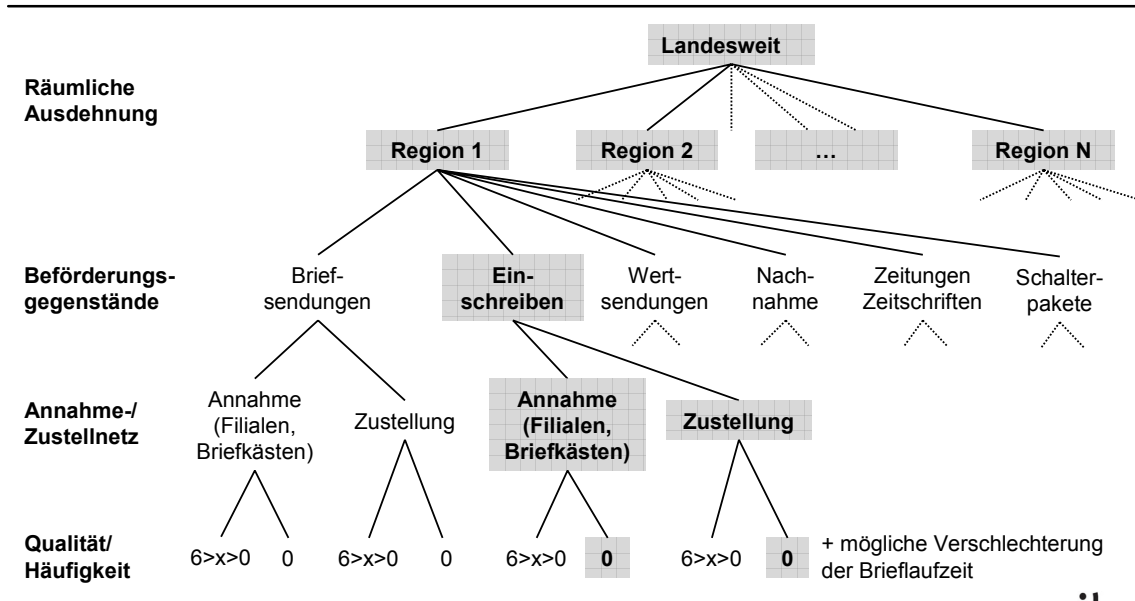 Landesweit
Räumliche
Ausdehnung
Region 1
Region 2
...
Region N
Beförderungs-
gegenstände
Brief-
sendungen
Ein-
schreiben
Wert-
sendungen
Nach-
nahme
Zeitungen
Zeitschriften
Schalter-
pakete
Annahme-/
Zustellnetz
Annahme
(Filialen,
Briefkästen)
Zustellung
Annahme
(Filialen,
Briefkästen)
Zustellung
Qualität/
Häufigkeit
6>x>0
0
6>x>0
0
6>x>0
0
6>x>0
0
+ mögliche Verschlechterung
der Brieflaufzeit